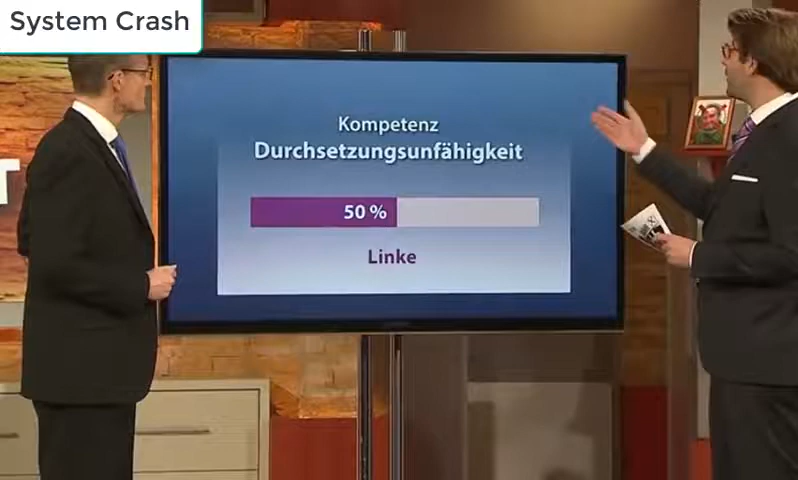 System Crash
Kompetenz
Durchsetzungsunfähigkeit
50 %
Linke